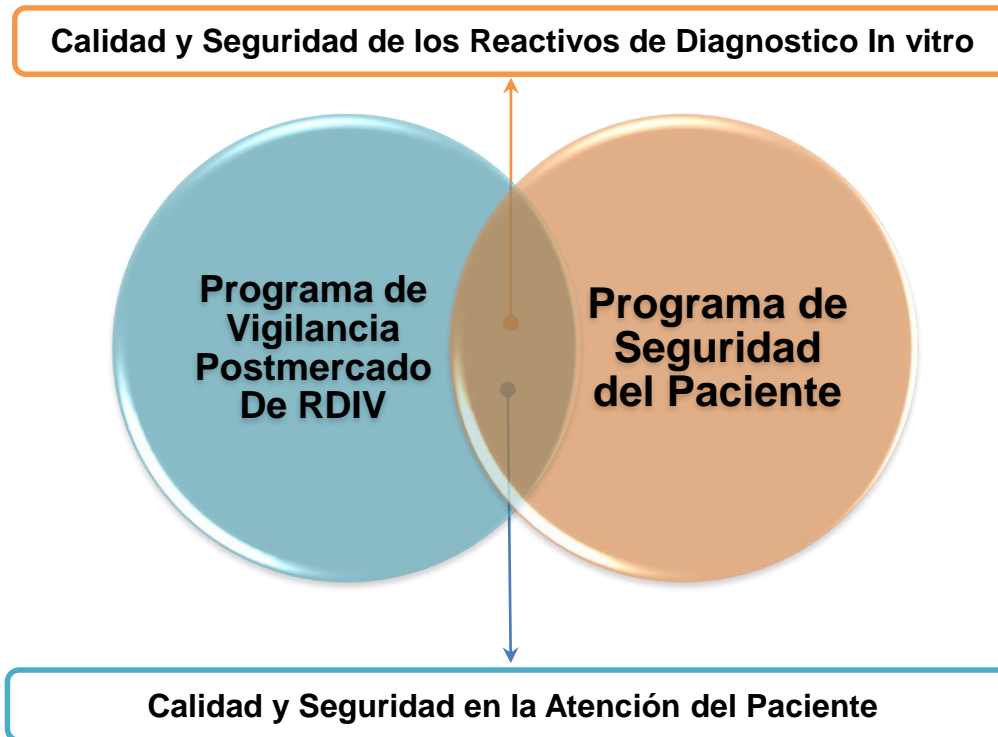 Calidad y Seguridad de los Reactivos de Diagnostico In vitro
Programa de
Vigilancia
Postmercado
De RDIV
Programa de
Seguridad
del Paciente
Calidad y Seguridad en la Atención del Paciente